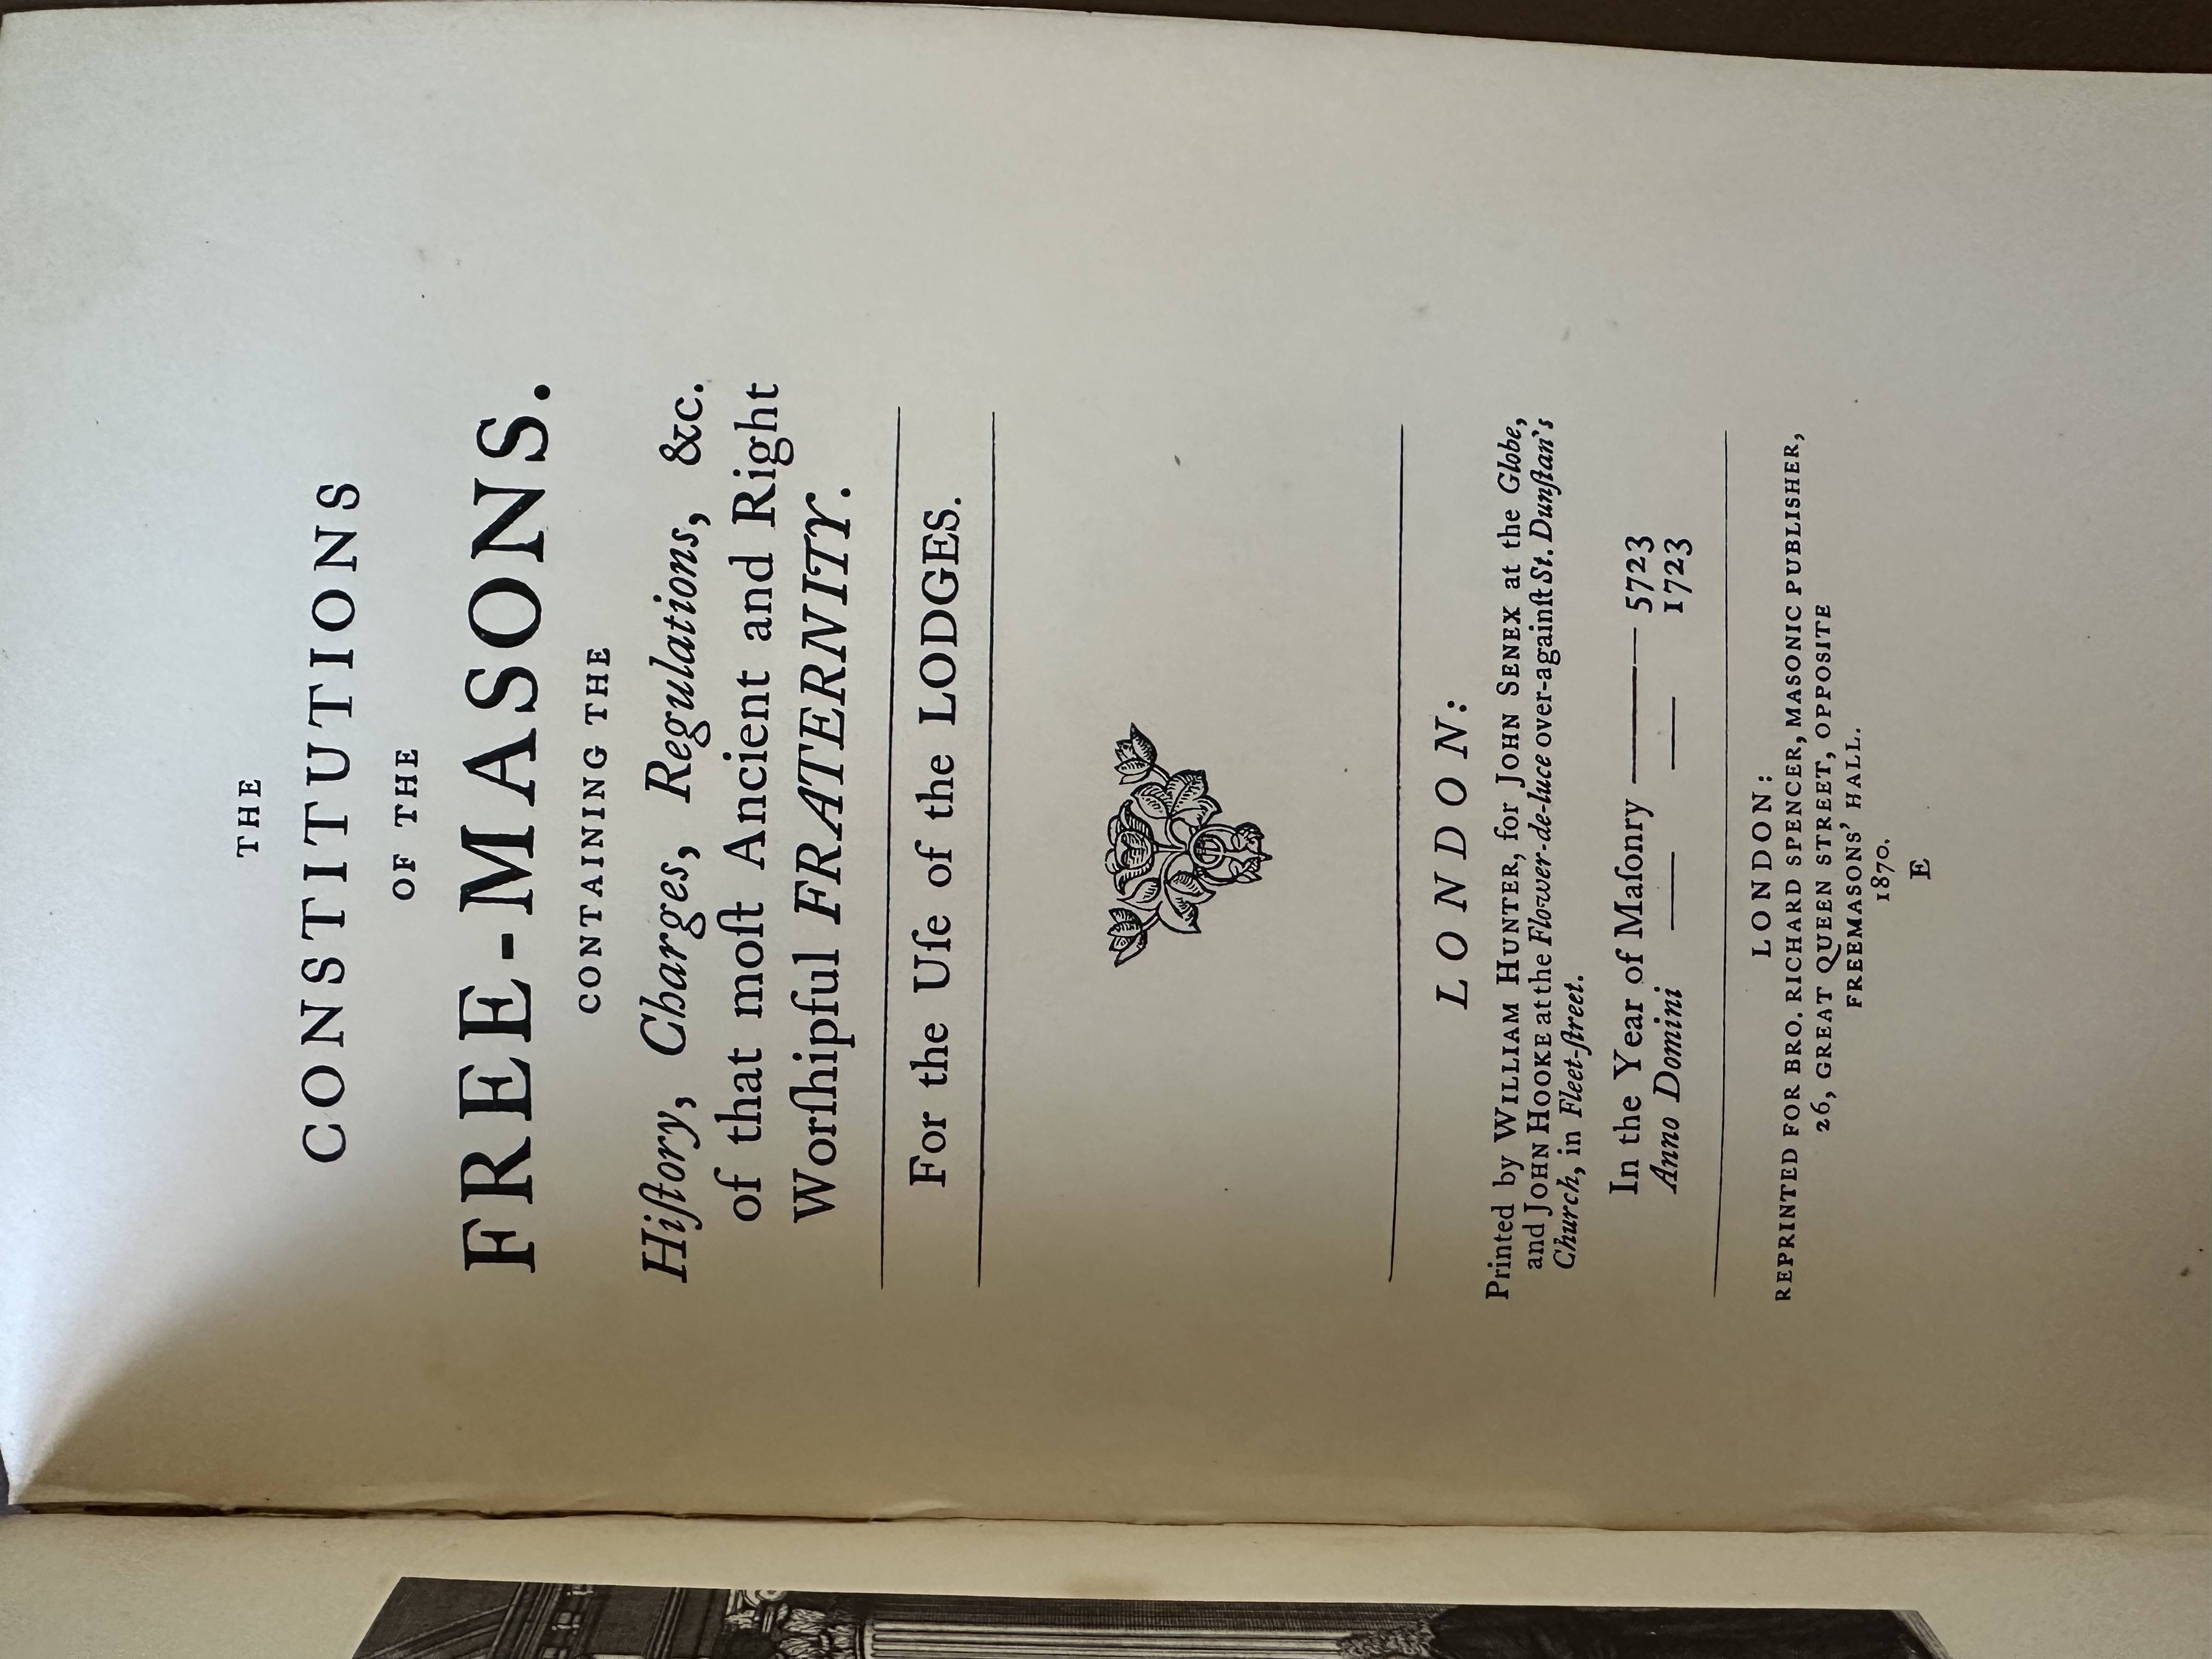 THE
CONSTITUTIONS
OF THE
FREE-MASONS.
CONTAINING THE
Hiſtory, Charges, Regulations, &c.
of that moſt Ancient and Right
Worſhipful FRATERNITY.
For the Uſe of the LODGES.
LONDON:
Printed by WILLIAM HUNTER, for JOHN SENEX at the Globe,
and JOHN HOOKE at the Flower-de-luce over-againſt St. Dunſtan's
Church, in Fleet-ſtreet.
In the Year of Maſonry ———— 5723
Anno Domini —— —— 1723
LONDON:
REPRINTED FOR BRO. RICHARD SPENCER, MASONIC PUBLISHER,
26, GREAT QUEEN STREET, OPPOSITE
FREEMASONS' HALL.
1870.
E